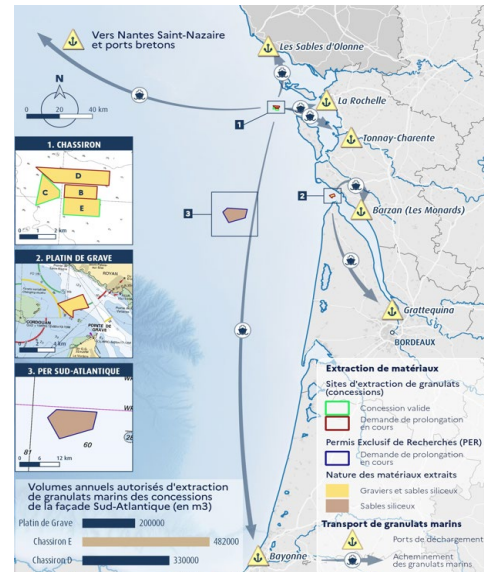 Vers Nantes Saint-Nazaire
et ports bretons
Les Sables d'Olonne
N
0 20 40 km
La Rochelle
1
Tonnay-Charente
1. CHASSIRON
D
C
B
E
0 1 2 km
2
3
Barzan (Les Monards)
2. PLATIN DE GRAVE
ROYAN
CORDOUAN
POINTE DE
GRAVE
Grattequina
BORDEAUX
3. PER SUD-ATLANTIQUE
81
60
0 6 12 km
Extraction de matériaux
Sites d'extraction de granulats
(concessions)
Concession valide
Demande de prolongation
en cours
Permis Exclusif de Recherches (PER)
Demande de prolongation
en cours
Nature des matériaux extraits
Graviers et sables siliceux
Sables siliceux
Transport de granulats marins
Ports de déchargement
Acheminement
des granulats marins
Volumes annuels autorisés d'extraction
de granulats marins des concessions
de la façade Sud-Atlantique (en m3)
Platin de Grave 200000
Chassiron E 482000
Chassiron D 330000
Bayonne